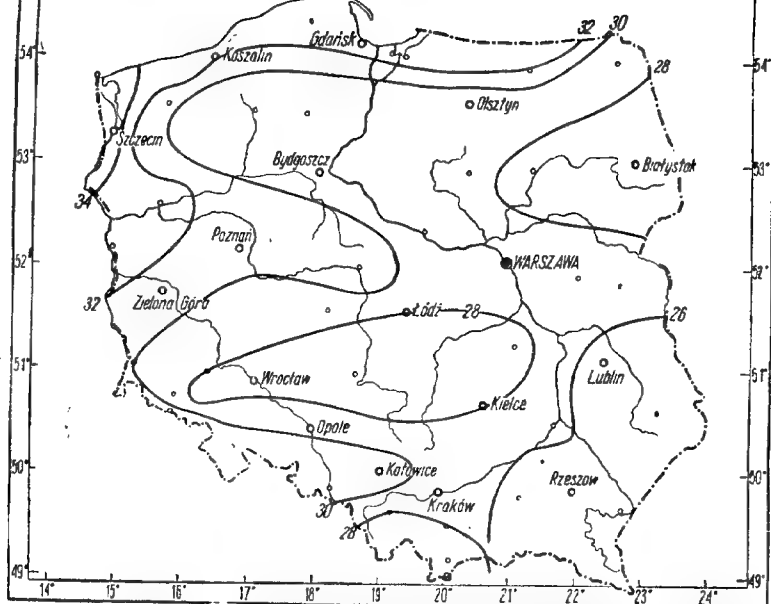 32 30
Gdańsk
54° Koszalin 54°
28
Olsztyn
Szczecin
53° Bydgoszcz Białystok 53°
34
Poznań
52° WARSZAWA 52°
32 Zielona Góra Łódź 28 26
51° Wrocław Lublin 51°
Kielce
Opole
50° Katowice Rzeszow 50°
30 Kraków
28
49° 49°
14° 15° 16° 17° 18° 19° 20° 21° 22° 23° 24°